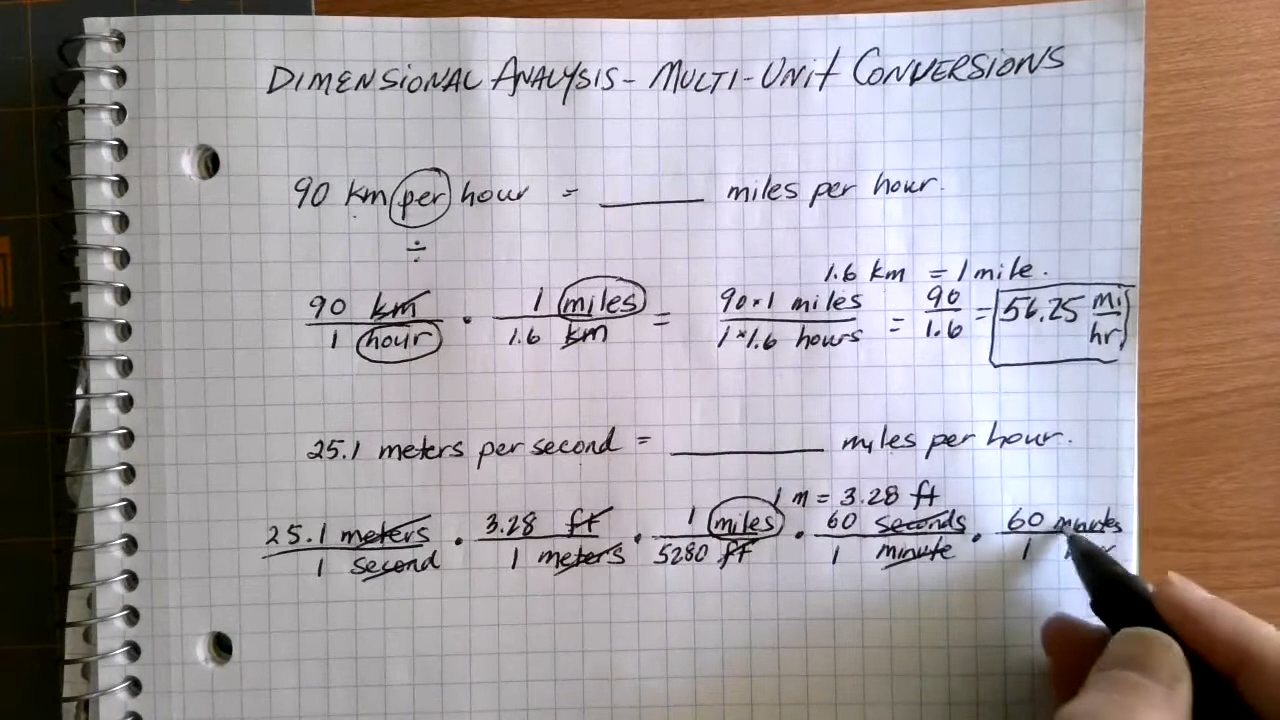 DIMENSIONAL ANALYSIS - MULTI-UNIT CONVERSIONS
90 km per hour = ______ miles per hour.
÷
1.6 km = 1 mile.
90 km / 1 hour · 1 miles / 1.6 km = 90·1 miles / 1·1.6 hours = 90 / 1.6 = 56.25 mi / hr
25.1 meters per second = ______ miles per hour.
1 m = 3.28 ft
25.1 meters / 1 second · 3.28 ft / 1 meters · 1 miles / 5280 ft · 60 seconds / 1 minute · 60 minutes / 1